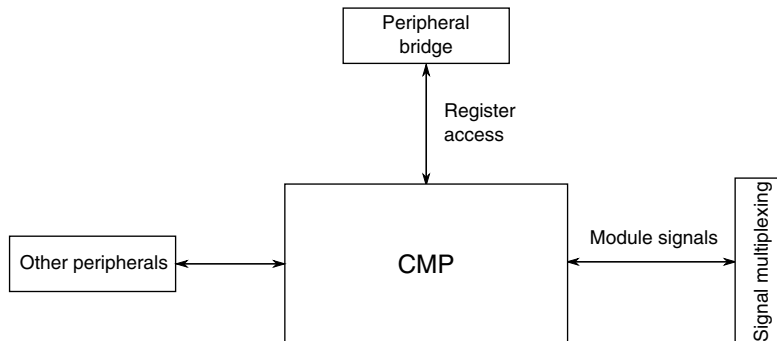 Peripheral
bridge
Register
access
Other peripherals
CMP
Module signals
Signal multiplexing